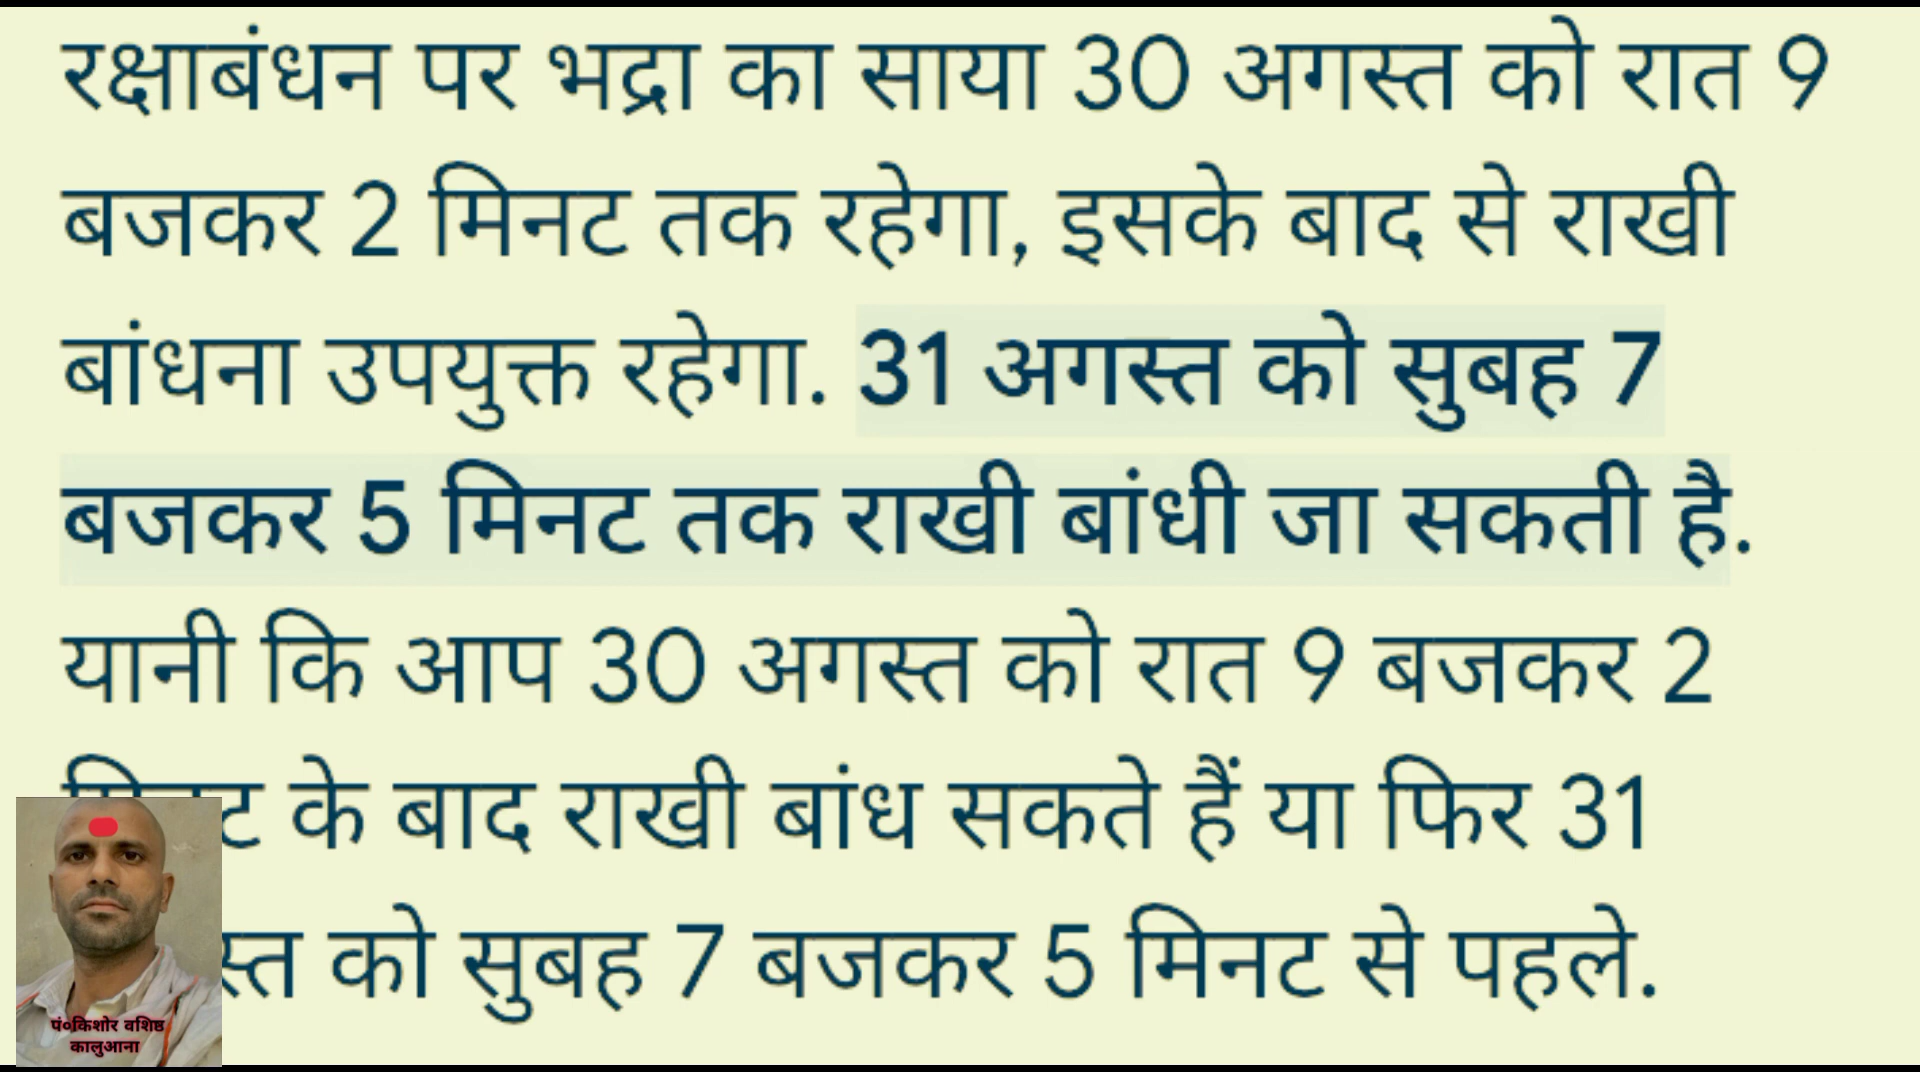 रक्षाबंधन पर भद्रा का साया 30 अगस्त को रात 9
बजकर 2 मिनट तक रहेगा, इसके बाद से राखी
बांधना उपयुक्त रहेगा. 31 अगस्त को सुबह 7
बजकर 5 मिनट तक राखी बांधी जा सकती है.
यानी कि आप 30 अगस्त को रात 9 बजकर 2
के बाद राखी बांध सकते हैं या फिर 31
को सुबह 7 बजकर 5 मिनट से पहले.
पं०किशोर वशिष्ठ
कालुआना